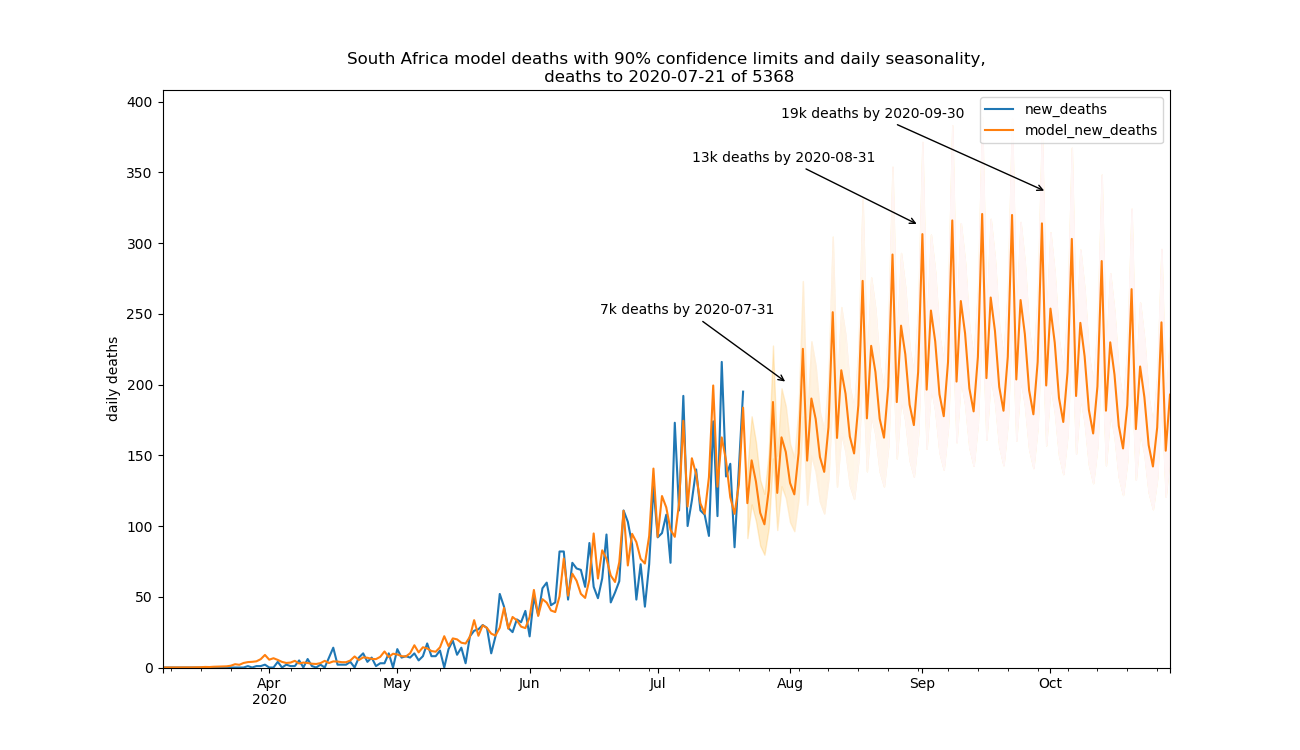 South Africa model deaths with 90% confidence limits and daily seasonality,
deaths to 2020-07-21 of 5368
400
350
300
250
200
150
100
50
0
daily deaths
19k deaths by 2020-09-30
13k deaths by 2020-08-31
7k deaths by 2020-07-31
new_deaths
model_new_deaths
Apr
2020
May
Jun
Jul
Aug
Sep
Oct